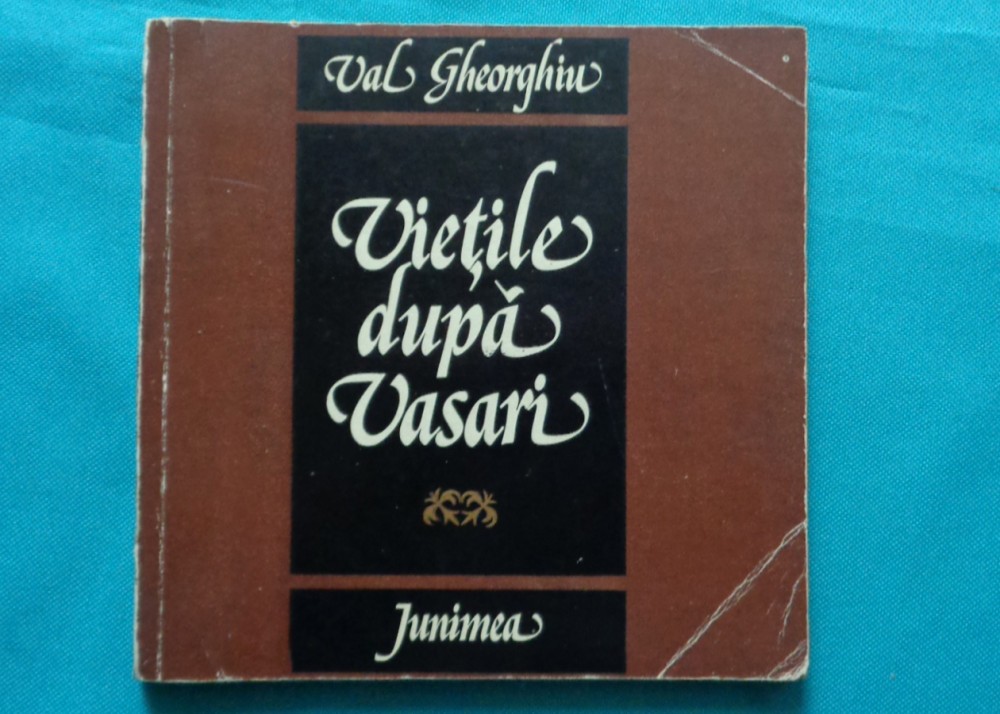 Val Gheorghiu
Viețile
după
Vasari
Junimea